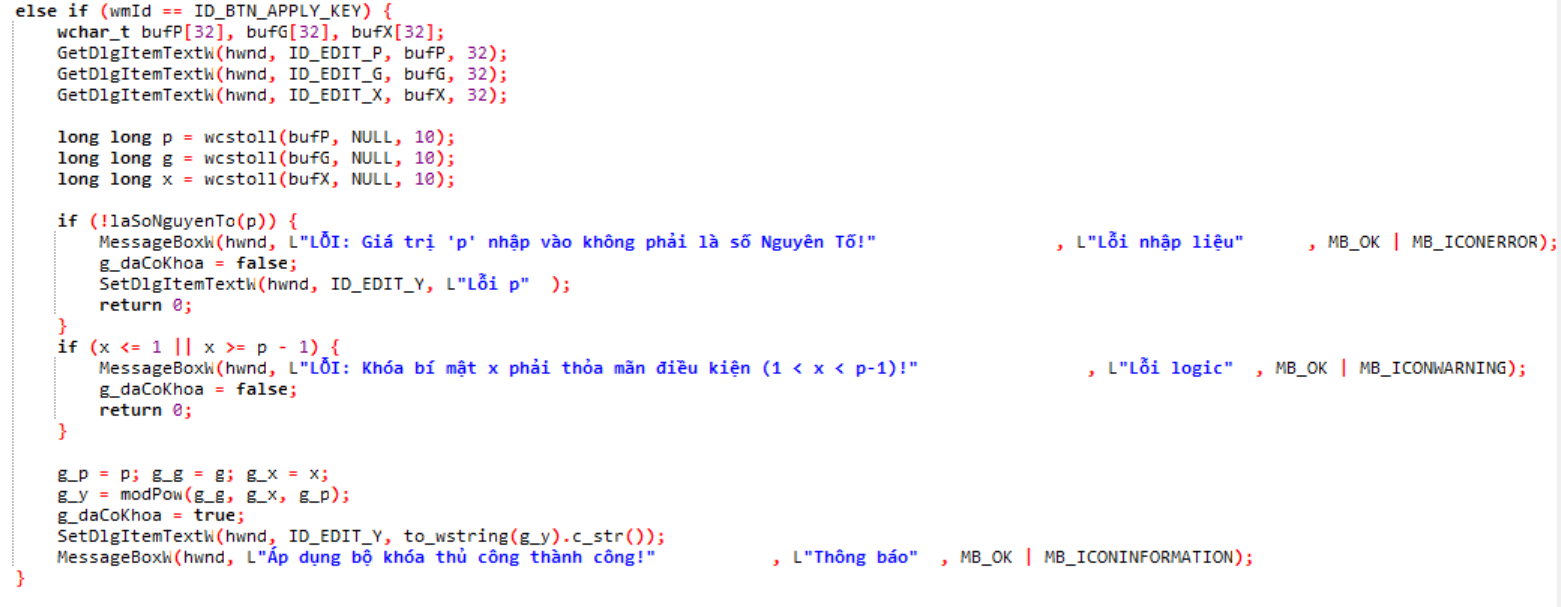 else if (wmId == ID_BTN_APPLY_KEY) {
wchar_t bufP[32], bufG[32], bufX[32];
GetDlgItemTextW(hwnd, ID_EDIT_P, bufP, 32);
GetDlgItemTextW(hwnd, ID_EDIT_G, bufG, 32);
GetDlgItemTextW(hwnd, ID_EDIT_X, bufX, 32);
long long p = wcstoll(bufP, NULL, 10);
long long g = wcstoll(bufG, NULL, 10);
long long x = wcstoll(bufX, NULL, 10);
if (!laSoNguyenTo(p)) {
MessageBoxW(hwnd, L"LỖI: Giá trị 'p' nhập vào không phải là số Nguyên Tố!" , L"Lỗi nhập liệu" , MB_OK | MB_ICONERROR);
g_daCoKhoa = false;
SetDlgItemTextW(hwnd, ID_EDIT_Y, L"Lỗi p" );
return 0;
}
if (x <= 1 || x >= p - 1) {
MessageBoxW(hwnd, L"LỖI: Khóa bí mật x phải thỏa mãn điều kiện (1 < x < p-1)!" , L"Lỗi logic" , MB_OK | MB_ICONWARNING);
g_daCoKhoa = false;
return 0;
}
g_p = p; g_g = g; g_x = x;
g_y = modPow(g_g, g_x, g_p);
g_daCoKhoa = true;
SetDlgItemTextW(hwnd, ID_EDIT_Y, to_wstring(g_y).c_str());
MessageBoxW(hwnd, L"Áp dụng bộ khóa thủ công thành công!" , L"Thông báo" , MB_OK | MB_ICONINFORMATION);
}